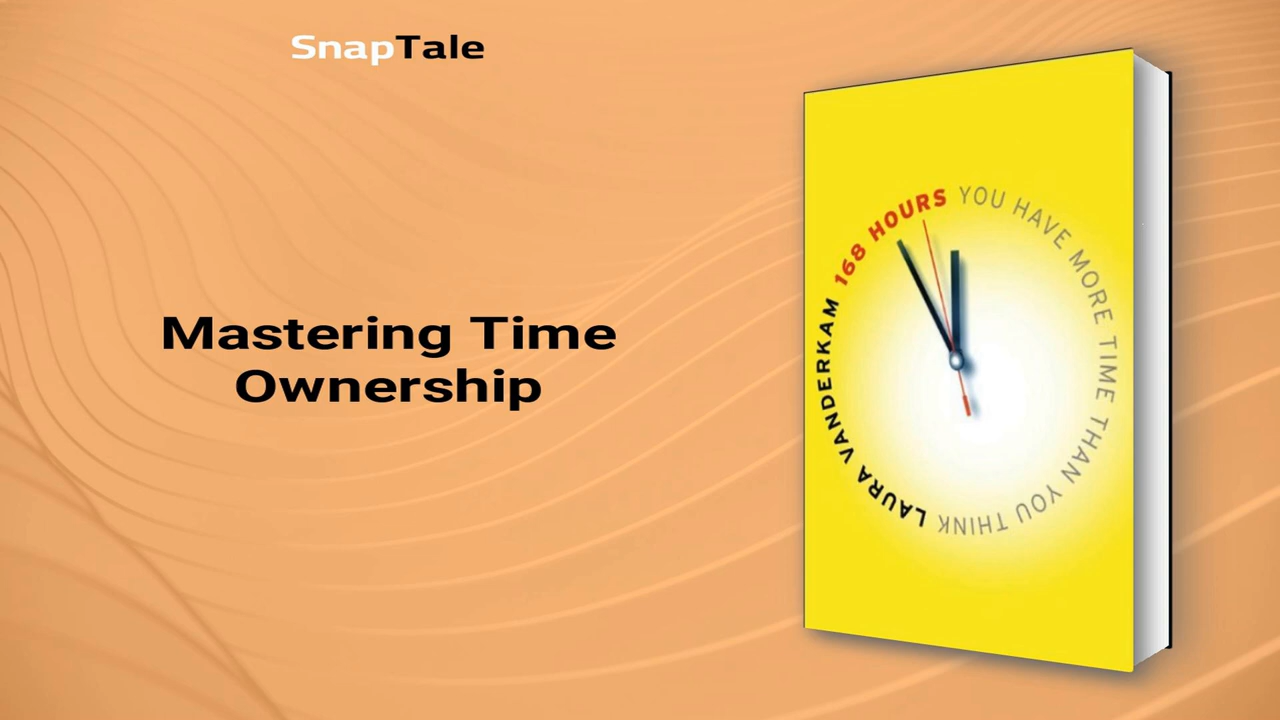 SnapTale
Mastering Time
Ownership
168 HOURS YOU HAVE MORE TIME THAN YOU THINK LAURA VANDERKAM